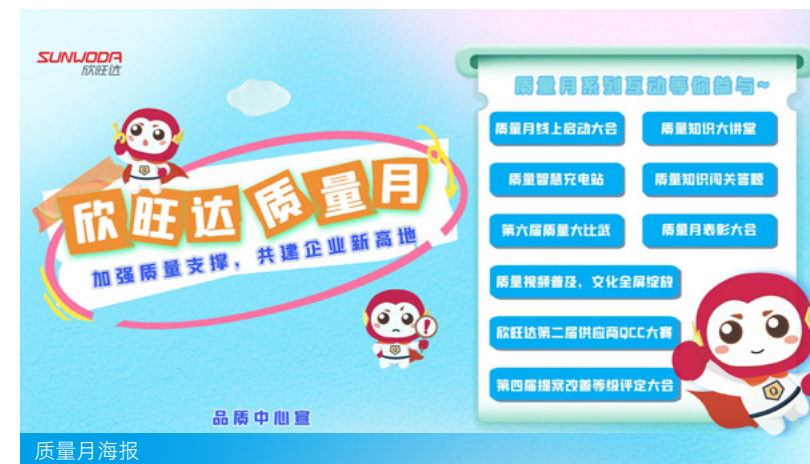 SUNWODA
欣旺达
欣旺达质量月
加强质量支撑，共建企业新高地
品质中心宣
质量月系列互动等你参与~
质量月线上启动大会
质量知识大讲堂
质量智慧充电站
质量知识闯关答题
第六届质量大比武
质量月表彰大会
质量视频普及，文化全屏绽放
欣旺达第二届供应商QCC大赛
第四届提案改善等级评定大会
质量月海报